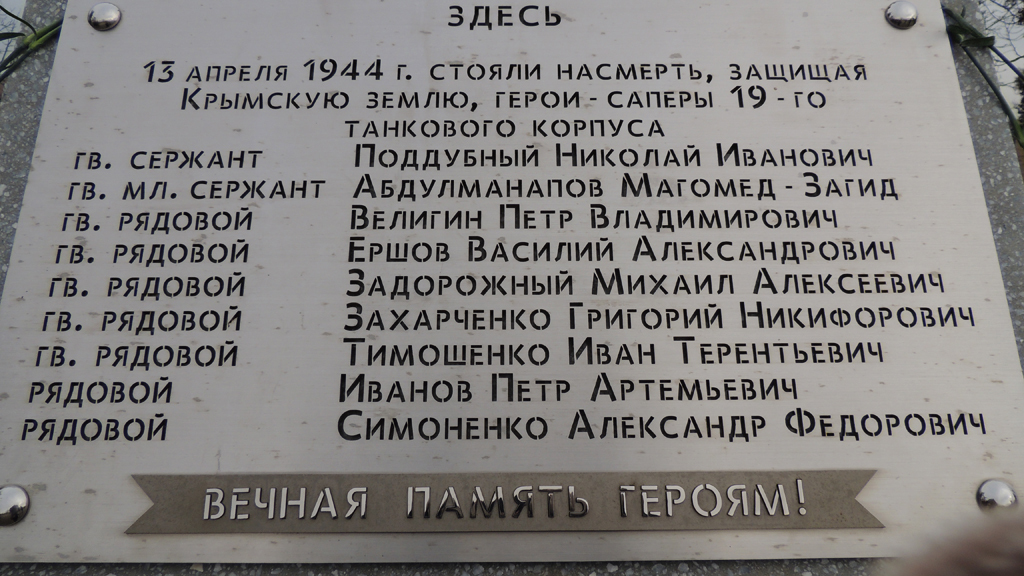 ЗДЕСЬ
13 АПРЕЛЯ 1944 Г. СТОЯЛИ НАСМЕРТЬ, ЗАЩИЩАЯ
КРЫМСКУЮ ЗЕМЛЮ, ГЕРОИ - САПЕРЫ 19 - ГО
ТАНКОВОГО КОРПУСА
ГВ. СЕРЖАНТ ПОДДУБНЫЙ НИКОЛАЙ ИВАНОВИЧ
ГВ. МЛ. СЕРЖАНТ АБДУЛМАНАПОВ МАГОМЕД - ЗАГИД
ГВ. РЯДОВОЙ ВЕЛИГИН ПЕТР ВЛАДИМИРОВИЧ
ГВ. РЯДОВОЙ ЕРШОВ ВАСИЛИЙ АЛЕКСАНДРОВИЧ
ГВ. РЯДОВОЙ ЗАДОРОЖНЫЙ МИХАИЛ АЛЕКСЕЕВИЧ
ГВ. РЯДОВОЙ ЗАХАРЧЕНКО ГРИГОРИЙ НИКИФОРОВИЧ
ГВ. РЯДОВОЙ ТИМОШЕНКО ИВАН ТЕРЕНТЬЕВИЧ
РЯДОВОЙ ИВАНОВ ПЕТР АРТЕМЬЕВИЧ
РЯДОВОЙ СИМОНЕНКО АЛЕКСАНДР ФЕДОРОВИЧ
ВЕЧНАЯ ПАМЯТЬ ГЕРОЯМ!